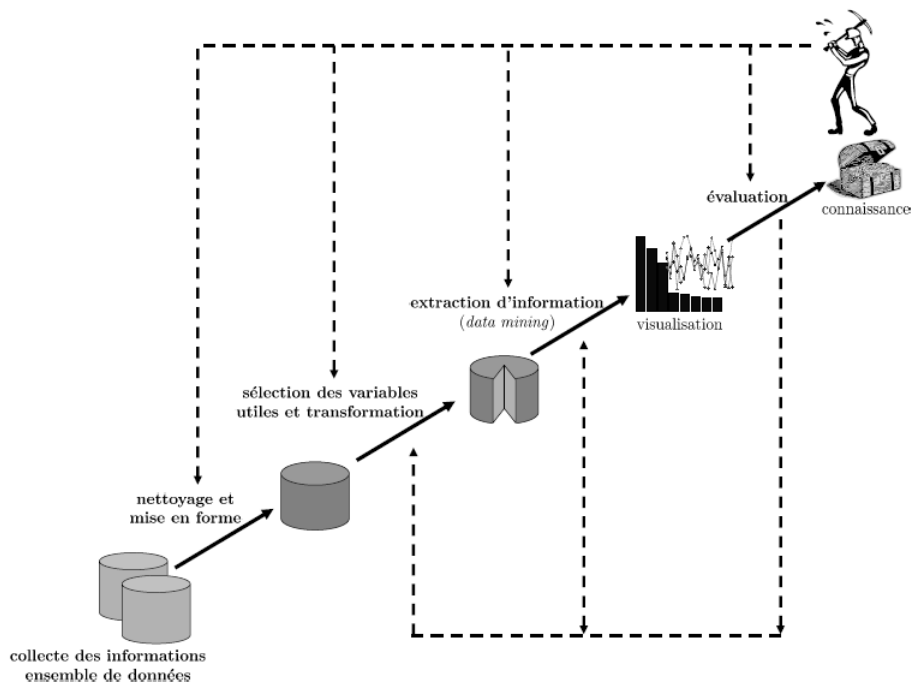 évaluation
connaissance
extraction d'information
(data mining)
visualisation
sélection des variables
utiles et transformation
nettoyage et
mise en forme
collecte des informations
ensemble de données